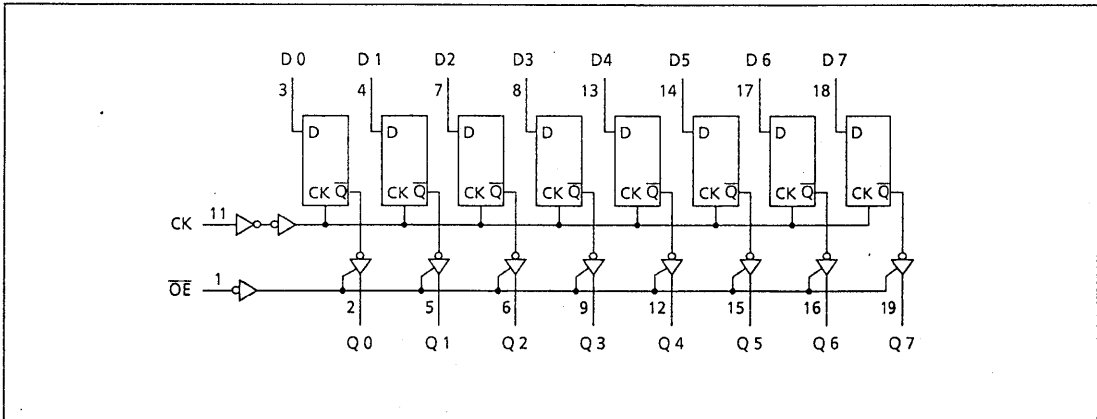 D0 D1 D2 D3 D4 D5 D6 D7
3 4 7 8 13 14 17 18
D D D D D D D D
CK Q̅ CK Q̅ CK Q̅ CK Q̅ CK Q̅ CK Q̅ CK Q̅ CK Q̅
CK 11
O̅E̅ 1
2 5 6 9 12 15 16 19
Q0 Q1 Q2 Q3 Q4 Q5 Q6 Q7